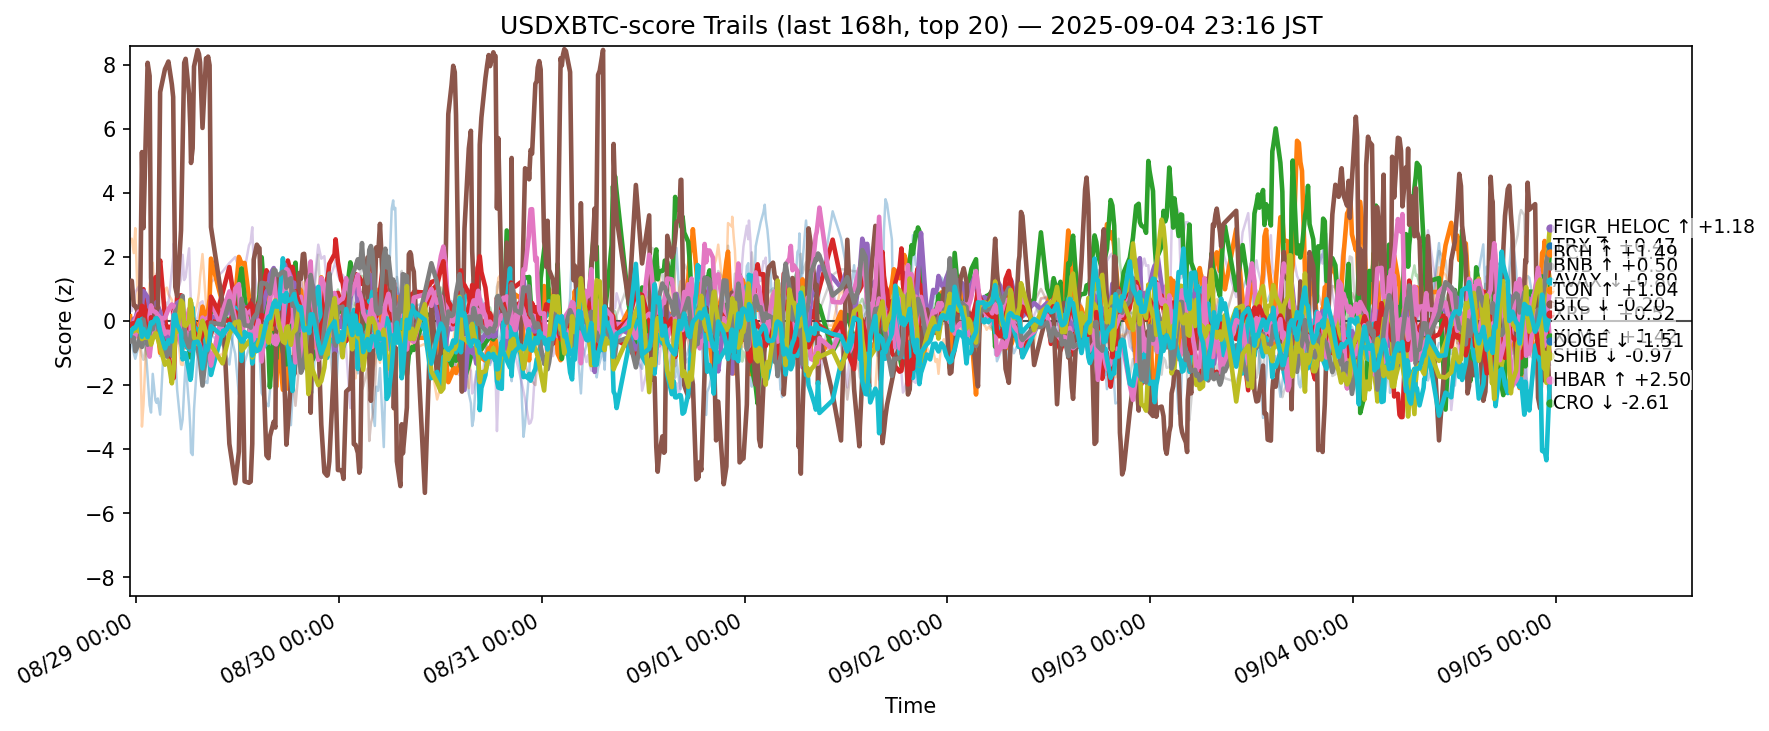 USDXBTC-score Trails (last 168h, top 20) — 2025-09-04 23:16 JST
Score (z)
8
6
4
2
0
−2
−4
−6
−8
FIGR_HELOC ↑ +1.18
BCH ↑ +1.49
BNB ↑ +0.50
TON ↑ +1.04
BTC ↓ -0.20
DOGE ↓ -1.51
SHIB ↓ -0.97
HBAR ↑ +2.50
CRO ↓ -2.61
08/29 00:00
08/30 00:00
08/31 00:00
09/01 00:00
09/02 00:00
09/03 00:00
09/04 00:00
09/05 00:00
Time